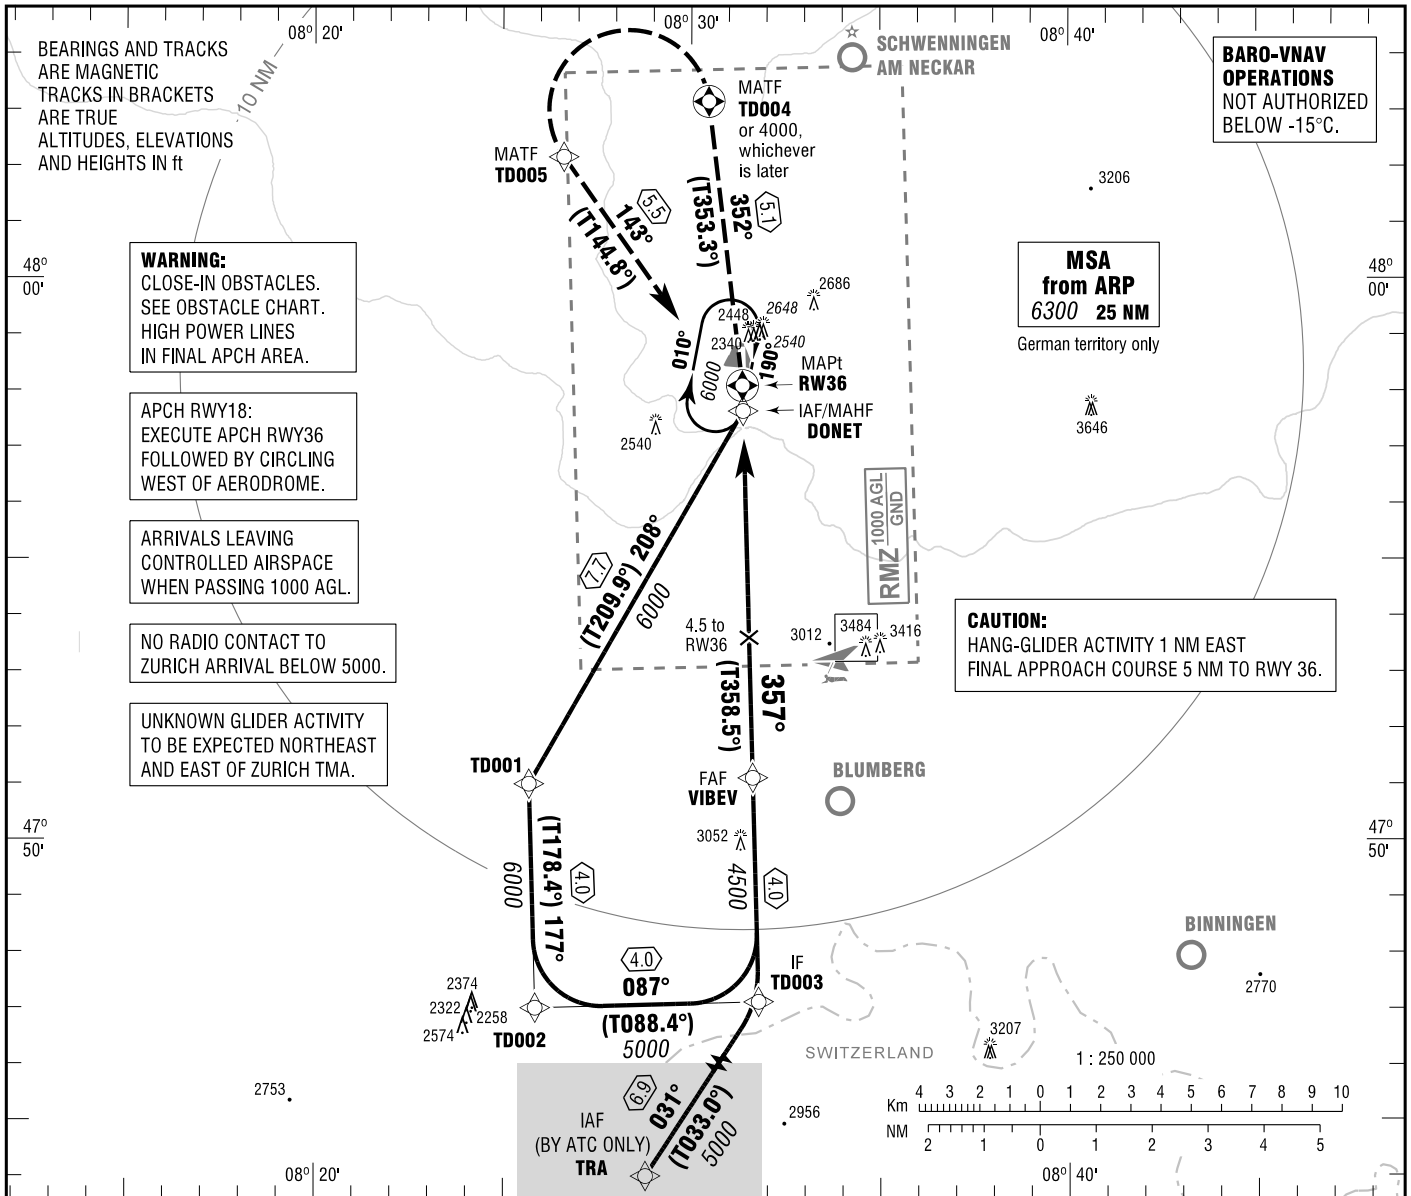 08° 20'
08° 30'
08° 40'
BEARINGS AND TRACKS
ARE MAGNETIC
TRACKS IN BRACKETS
ARE TRUE
ALTITUDES, ELEVATIONS
AND HEIGHTS IN ft
10 NM
SCHWENNINGEN
AM NECKAR
BARO-VNAV
OPERATIONS
NOT AUTHORIZED
BELOW -15°C.
MATF
TD004
or 4000,
whichever
is later
MATF
TD005
3206
5.5
143°
(T144.8°)
5.1
352°
(T353.3°)
WARNING:
CLOSE-IN OBSTACLES.
SEE OBSTACLE CHART.
HIGH POWER LINES
IN FINAL APCH AREA.
MSA
from ARP
6300 25 NM
German territory only
48°
00'
48°
00'
2686
2448
2648
2340
2540
010°
6000
190°
MAPt
RW36
IAF/MAHF
DONET
APCH RWY18:
EXECUTE APCH RWY36
FOLLOWED BY CIRCLING
WEST OF AERODROME.
2540
3646
ARRIVALS LEAVING
CONTROLLED AIRSPACE
WHEN PASSING 1000 AGL.
RMZ 1000 AGL
GND
7.7
(T209.9°) 208°
6000
NO RADIO CONTACT TO
ZURICH ARRIVAL BELOW 5000.
4.5 to
RW36
3012
3484
3416
CAUTION:
HANG-GLIDER ACTIVITY 1 NM EAST
FINAL APPROACH COURSE 5 NM TO RWY 36.
357°
(T358.5°)
UNKNOWN GLIDER ACTIVITY
TO BE EXPECTED NORTHEAST
AND EAST OF ZURICH TMA.
TD001
FAF
VIBEV
BLUMBERG
47°
50'
47°
50'
3052
(T178.4°) 177°
6000
4.0
4500
4.0
BINNINGEN
2770
4.0
087°
(T088.4°)
5000
IF
TD003
TD002
2374
2322
2258
2574
3207
SWITZERLAND
1 : 250 000
2753
2956
6.9
031°
(T033.0°)
5000
IAF
(BY ATC ONLY)
TRA
Km
4 3 2 1 0 1 2 3 4 5 6 7 8 9 10
NM
2 1 0 1 2 3 4 5
08° 20'
08° 40'